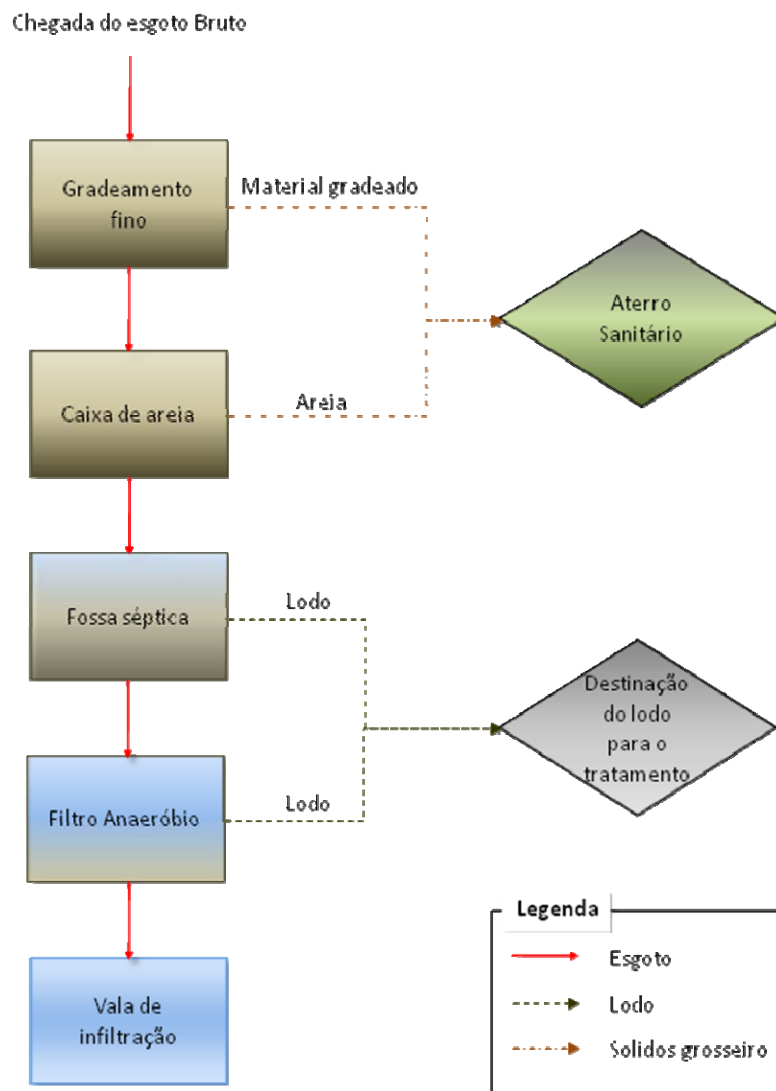 Chegada do esgoto Bruto
Gradeamento
fino
Material gradeado
Aterro
Sanitário
Caixa de areia
Areia
Fossa séptica
Lodo
Destinação
do lodo
para o
tratamento
Filtro Anaeróbio
Lodo
Vala de
infiltração
Legenda
Esgoto
Lodo
Solidos grosseiro